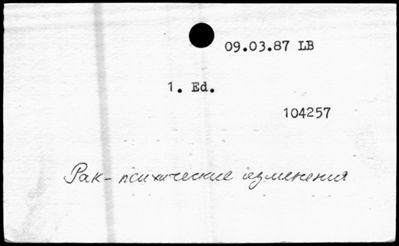 09.03.87 LB
1. Ed.
104257
Рак - психические изменения